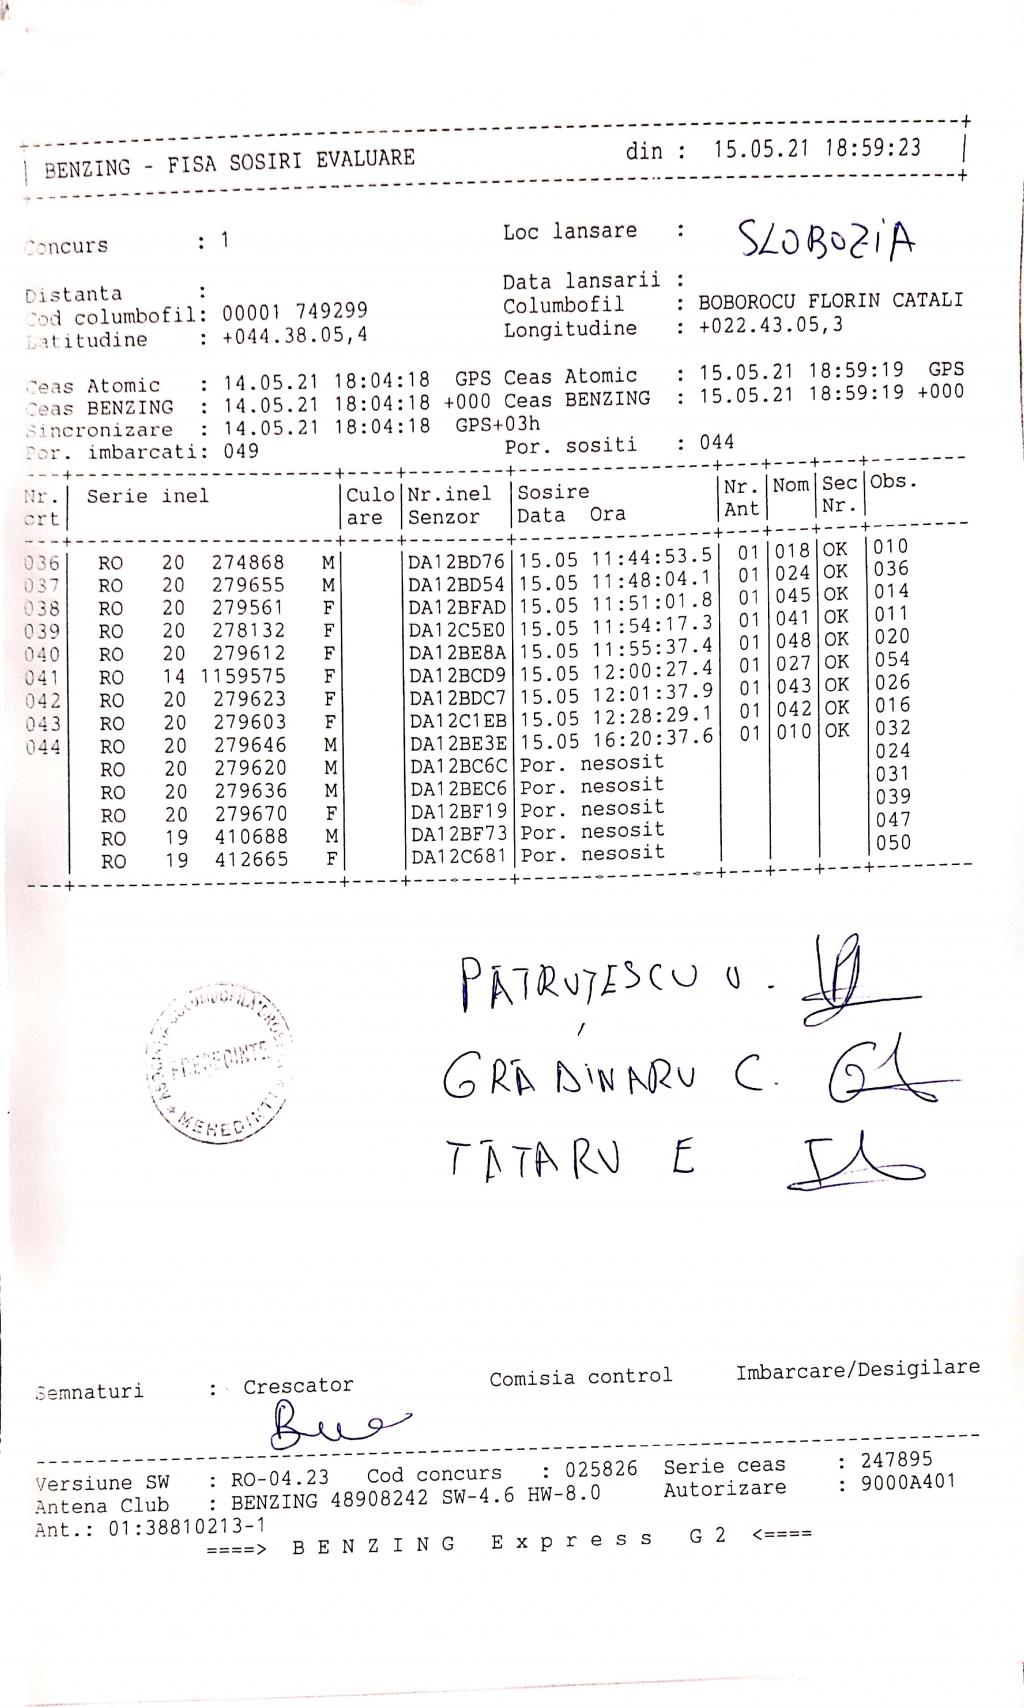 BENZING - FISA SOSIRI EVALUARE din : 15.05.21 18:59:23
Concurs : 1 Loc lansare : SLOBOZIA
Distanta : Data lansarii :
Cod columbofil: 00001 749299 Columbofil : BOBOROCU FLORIN CATALI
Latitudine : +044.38.05,4 Longitudine : +022.43.05,3
Ceas Atomic : 14.05.21 18:04:18 GPS Ceas Atomic : 15.05.21 18:59:19 GPS
Ceas BENZING : 14.05.21 18:04:18 +000 Ceas BENZING : 15.05.21 18:59:19 +000
Sincronizare : 14.05.21 18:04:18 GPS+03h
Por. imbarcati: 049 Por. sositi : 044
Nr. Serie inel Culo Nr.inel Sosire Nr. Nom Sec Obs.
crt are Senzor Data Ora Ant Nr.
036 RO 20 274868 M DA12BD76 15.05 11:44:53.5 01 018 OK 010
037 RO 20 279655 M DA12BD54 15.05 11:48:04.1 01 024 OK 036
038 RO 20 279561 F DA12BFAD 15.05 11:51:01.8 01 045 OK 014
039 RO 20 278132 F DA12C5E0 15.05 11:54:17.3 01 041 OK 011
040 RO 20 279612 F DA12BE8A 15.05 11:55:37.4 01 048 OK 020
041 RO 14 1159575 F DA12BCD9 15.05 12:00:27.4 01 027 OK 054
042 RO 20 279623 F DA12BDC7 15.05 12:01:37.9 01 043 OK 026
043 RO 20 279603 F DA12C1EB 15.05 12:28:29.1 01 042 OK 016
044 RO 20 279646 M DA12BE3E 15.05 16:20:37.6 01 010 OK 032
RO 20 279620 M DA12BC6C Por. nesosit 024
RO 20 279636 M DA12BEC6 Por. nesosit 031
RO 20 279670 F DA12BF19 Por. nesosit 039
RO 19 410688 M DA12BF73 Por. nesosit 047
RO 19 412665 F DA12C681 Por. nesosit 050
PĂTRUȚESCU U.
GRĂDINARU C.
TĂTARU E
PRESEDINTE
MEHEDINTI
Semnaturi : Crescator Comisia control Imbarcare/Desigilare
Versiune SW : RO-04.23 Cod concurs : 025826 Serie ceas : 247895
Antena Club : BENZING 48908242 SW-4.6 HW-8.0 Autorizare : 9000A401
Ant.: 01:38810213-1
====> B E N Z I N G E x p r e s s G 2 <====